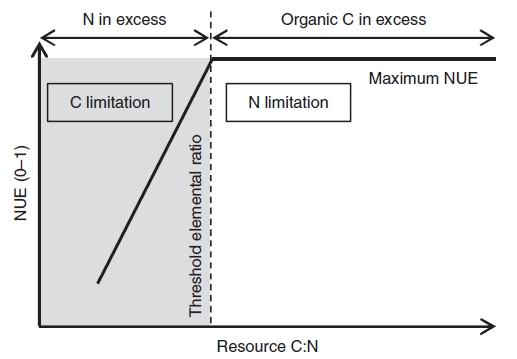 N in excess
Organic C in excess
Maximum NUE
C limitation
N limitation
Threshold elemental ratio
NUE (0–1)
Resource C:N